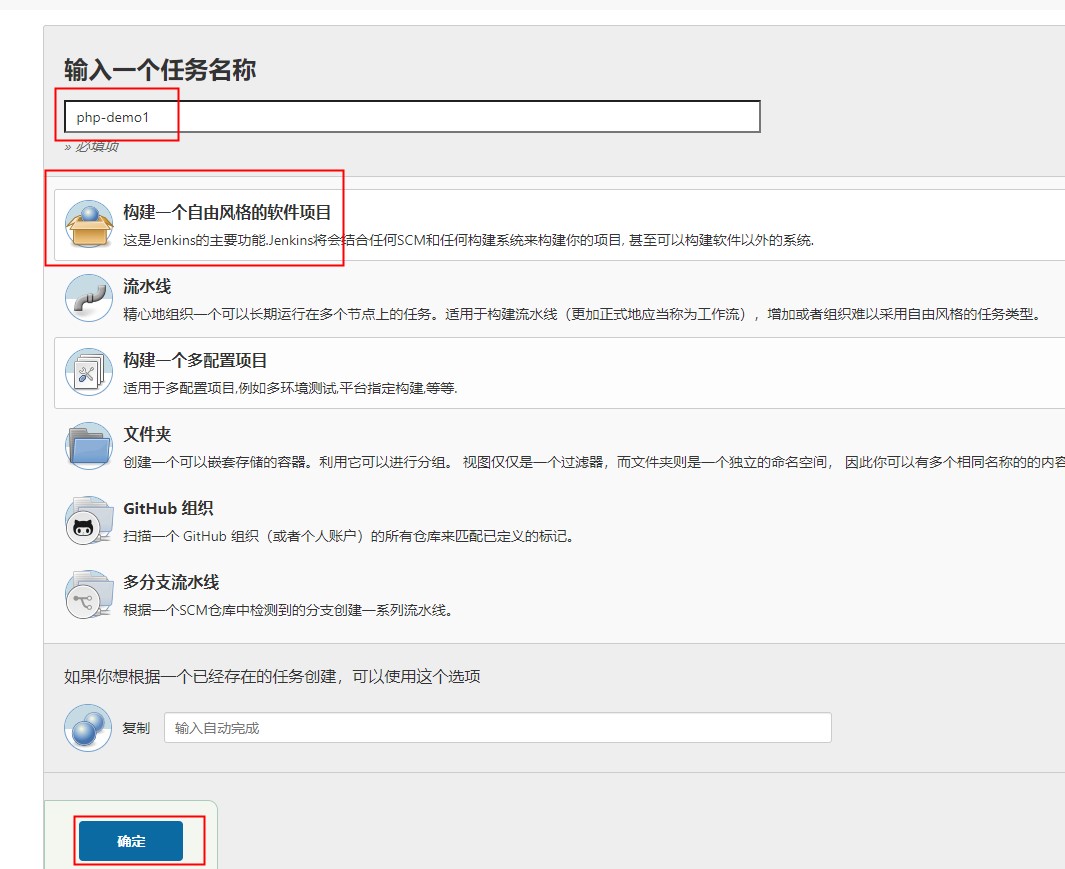 输入一个任务名称
php-demo1
» 必填项
构建一个自由风格的软件项目
这是Jenkins的主要功能.Jenkins将会结合任何SCM和任何构建系统来构建你的项目, 甚至可以构建软件以外的系统.
流水线
精心地组织一个可以长期运行在多个节点上的任务。适用于构建流水线（更加正式地应当称为工作流），增加或者组织难以采用自由风格的任务类型。
构建一个多配置项目
适用于多配置项目,例如多环境测试,平台指定构建,等等.
文件夹
创建一个可以嵌套存储的容器。利用它可以进行分组。 视图仅仅是一个过滤器，而文件夹则是一个独立的命名空间， 因此你可以有多个相同名称的的内容
GitHub 组织
扫描一个 GitHub 组织（或者个人账户）的所有仓库来匹配已定义的标记。
多分支流水线
根据一个SCM仓库中检测到的分支创建一系列流水线。
如果你想根据一个已经存在的任务创建，可以使用这个选项
复制 输入自动完成
确定